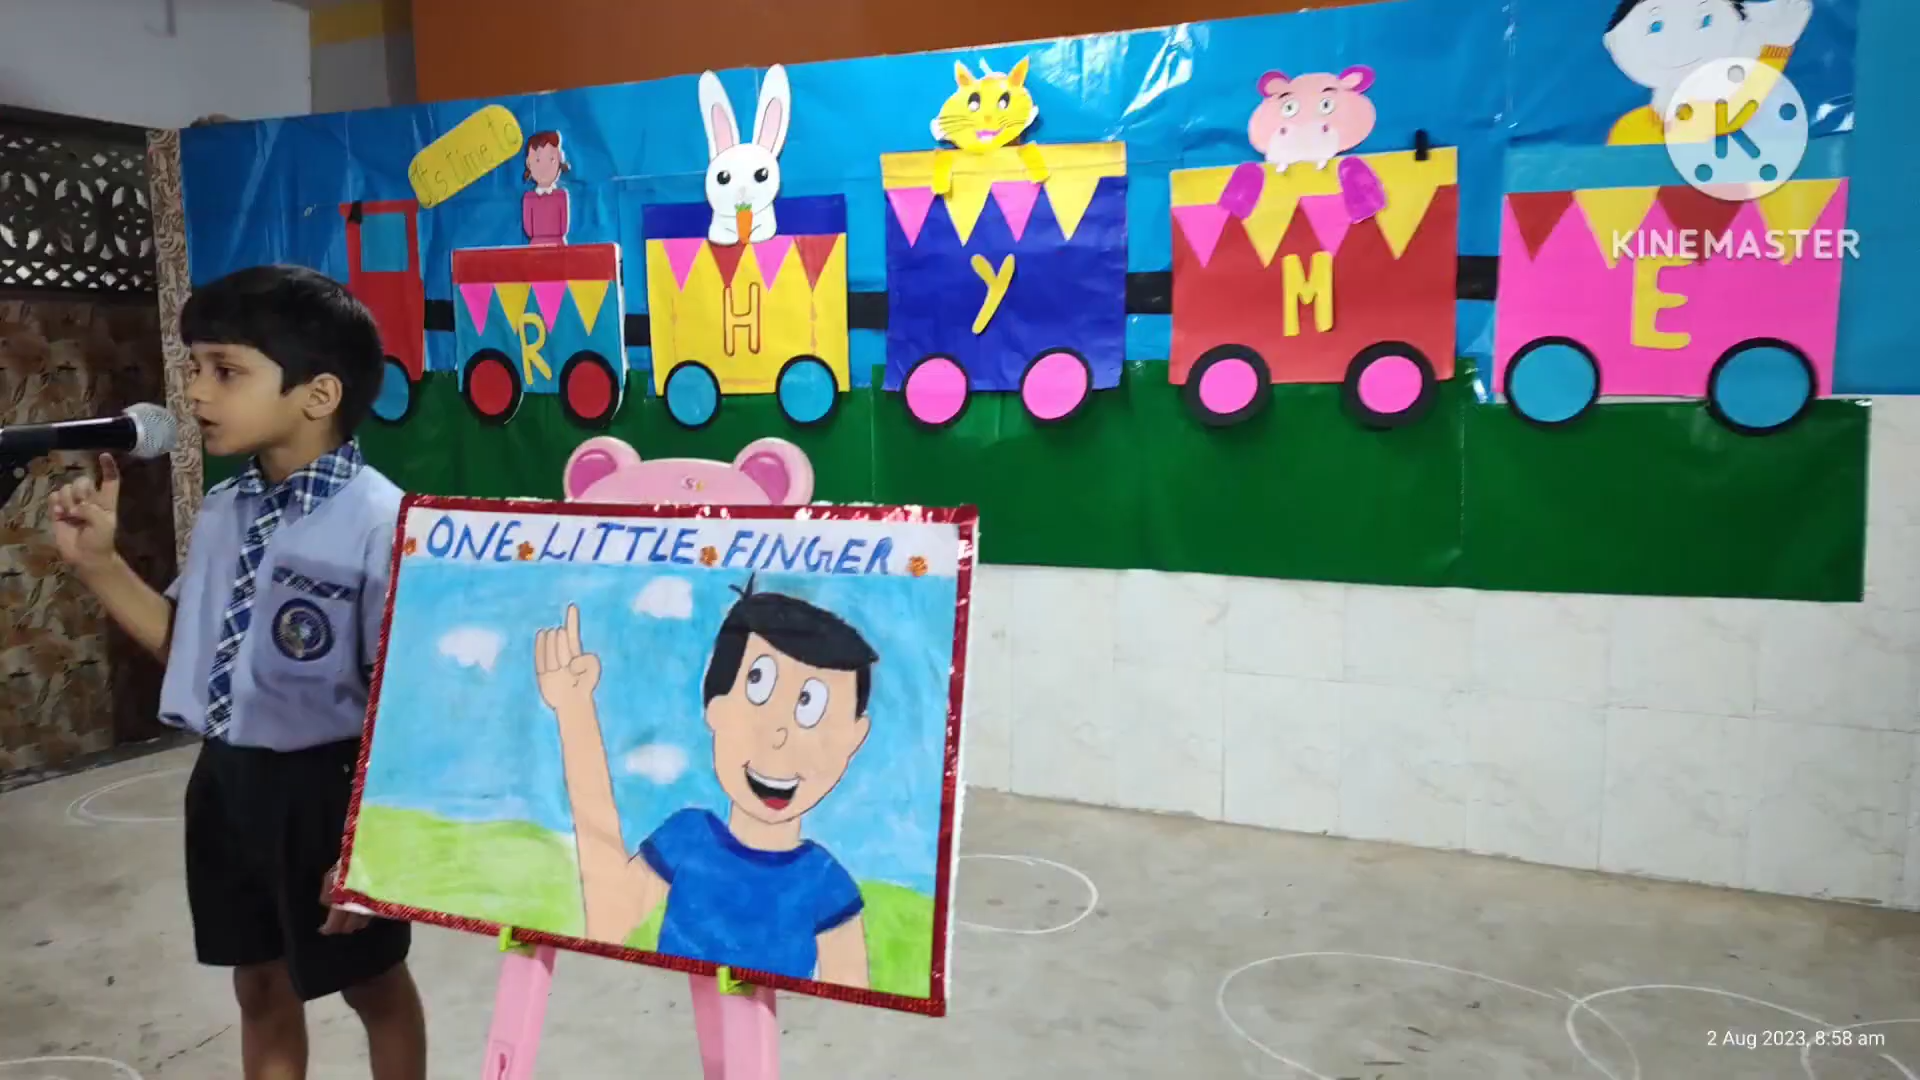 It's time to
R H Y M E
K
KINEMASTER
ONE LITTLE FINGER
2 Aug 2023, 8:58 am